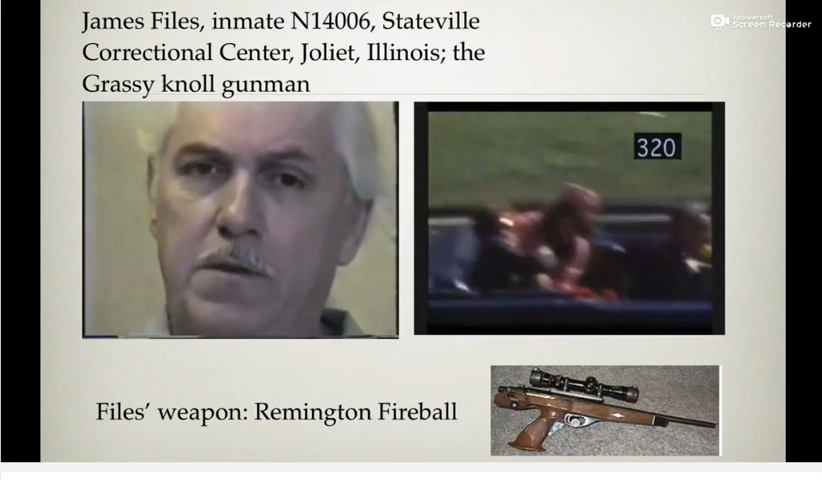 James Files, inmate N14006, Stateville
Correctional Center, Joliet, Illinois; the
Grassy knoll gunman
Apowersoft
Screen Recorder
320
Files’ weapon: Remington Fireball